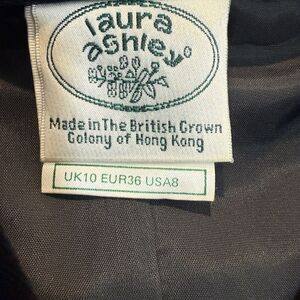 laura
ashley®
Made in The British Crown
Colony of Hong Kong
UK10 EUR36 USA8